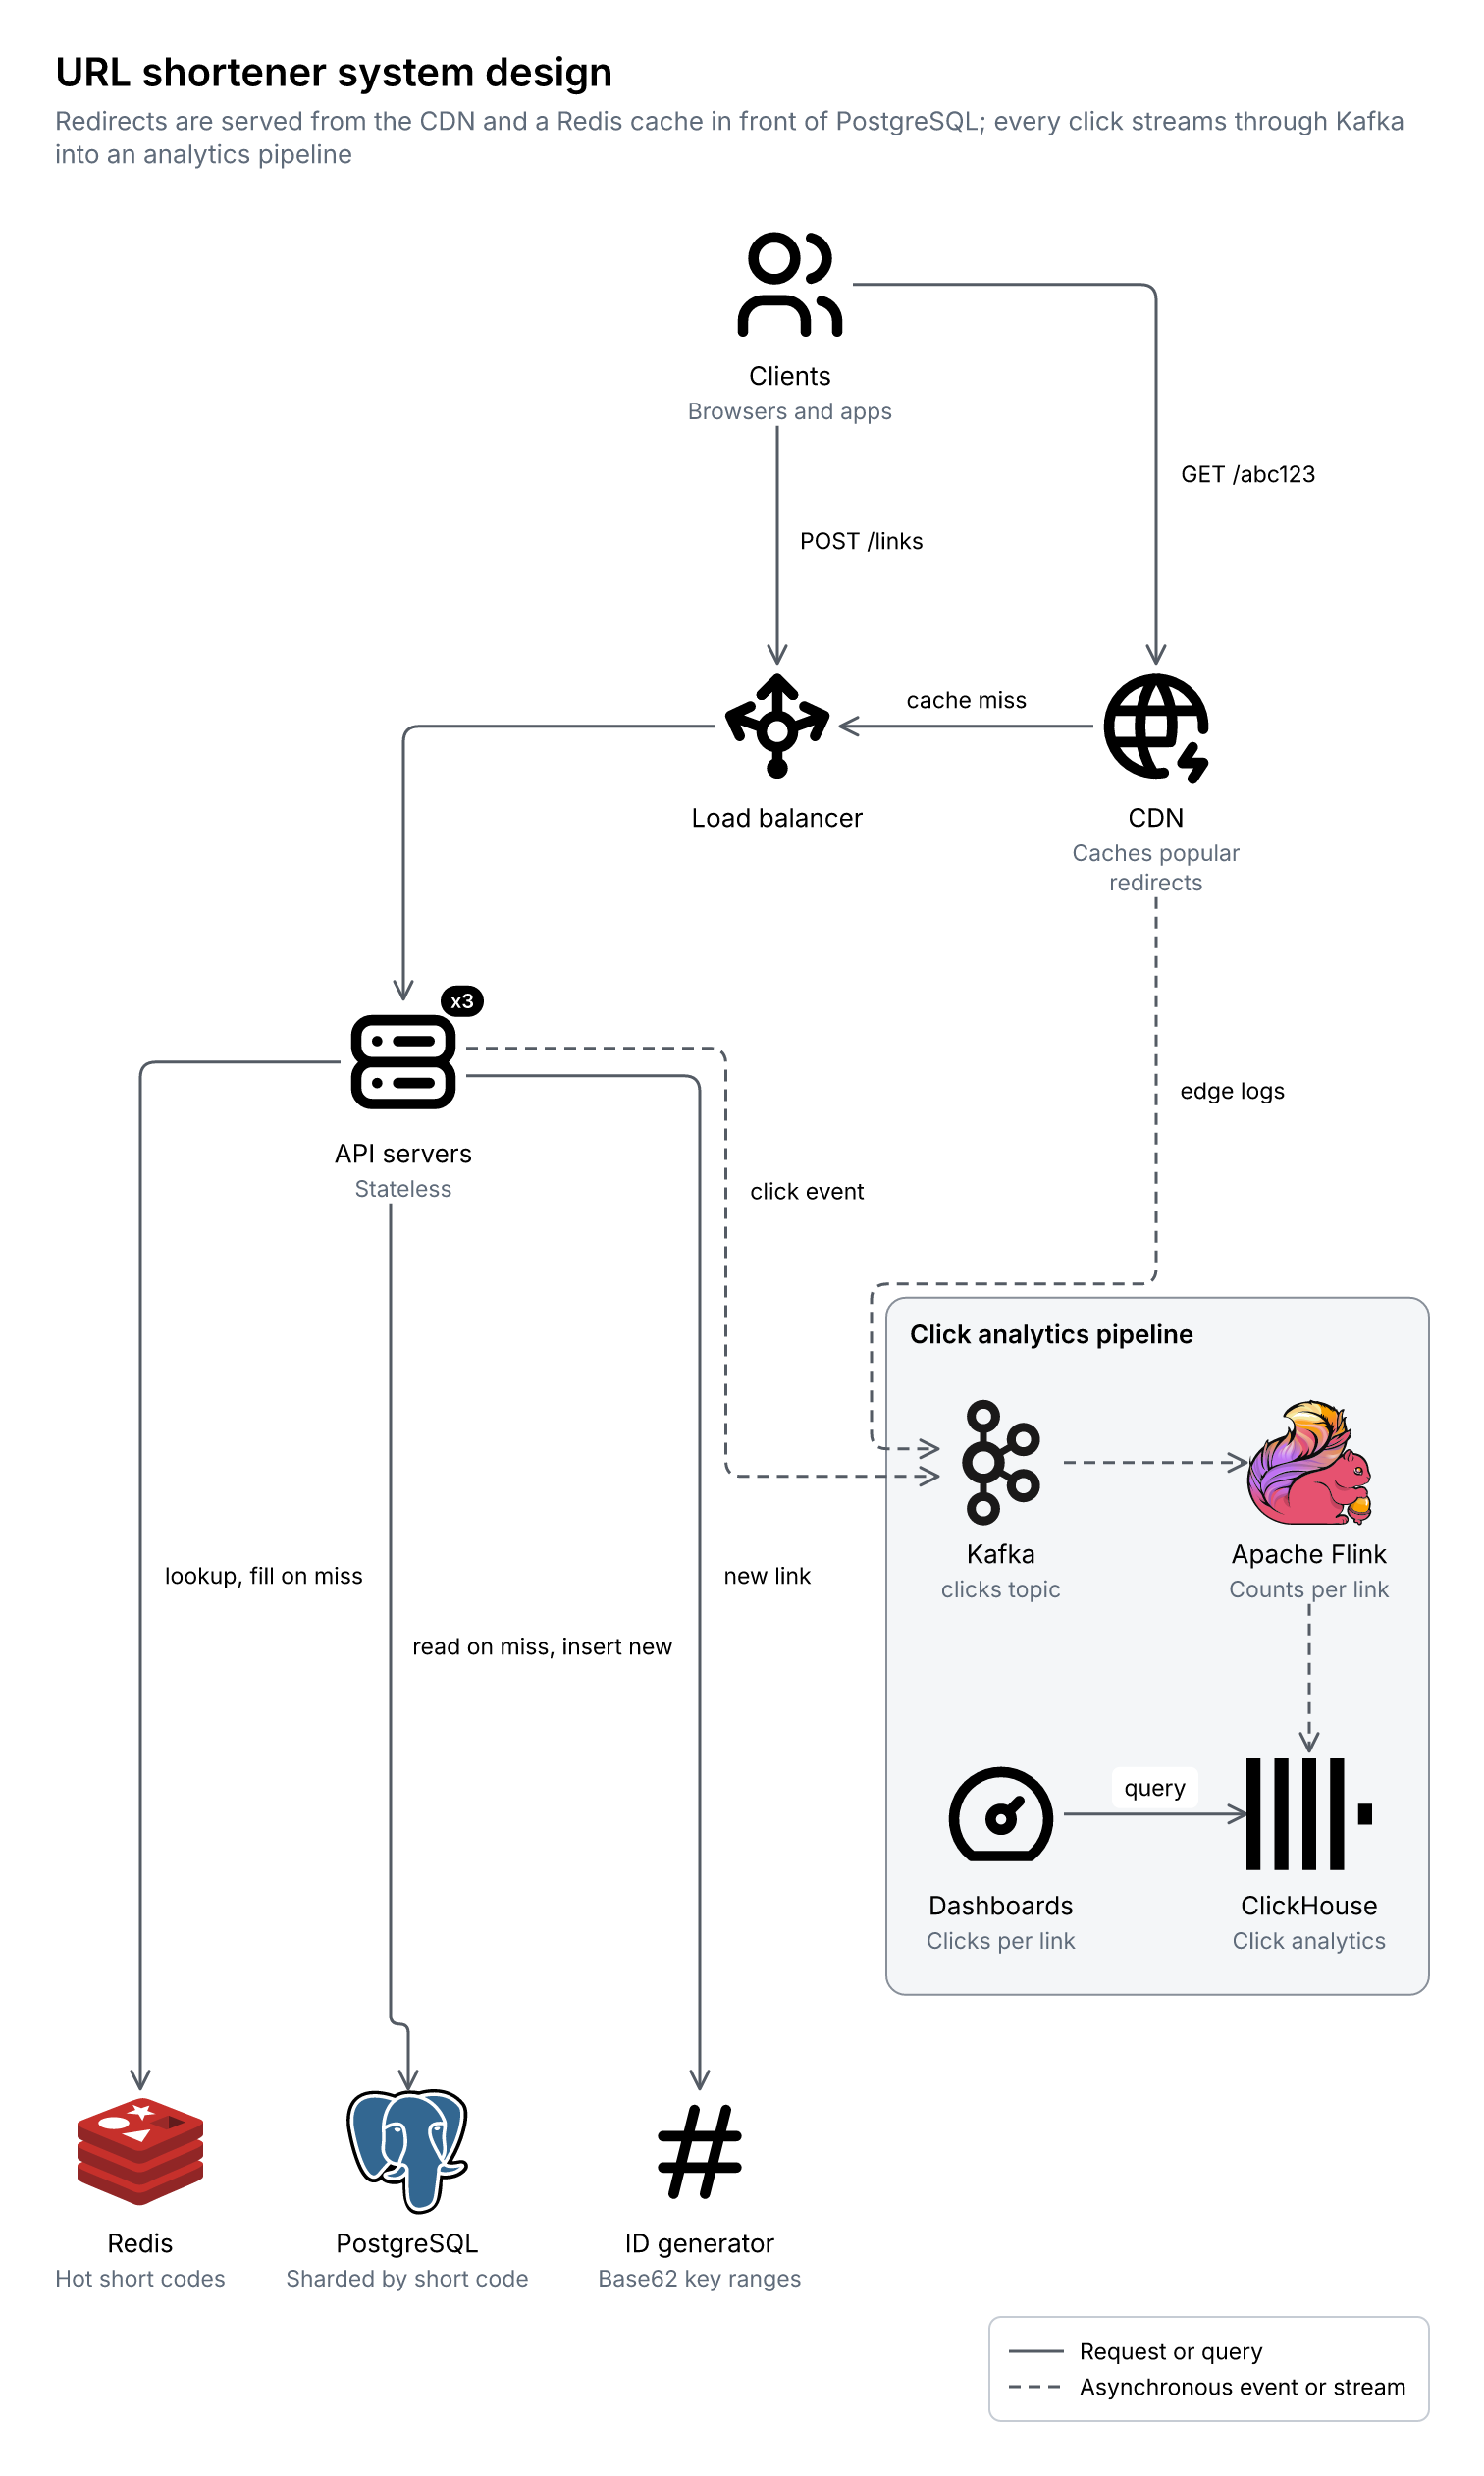 URL shortener system design
Redirects are served from the CDN and a Redis cache in front of PostgreSQL; every click streams through Kafka
into an analytics pipeline
Clients
Browsers and apps
GET /abc123
POST /links
cache miss
Load balancer
CDN
Caches popular
redirects
x3
API servers
Stateless
edge logs
click event
Click analytics pipeline
Kafka
clicks topic
Apache Flink
Counts per link
lookup, fill on miss
new link
read on miss, insert new
query
Dashboards
Clicks per link
ClickHouse
Click analytics
Redis
Hot short codes
PostgreSQL
Sharded by short code
ID generator
Base62 key ranges
Request or query
Asynchronous event or stream